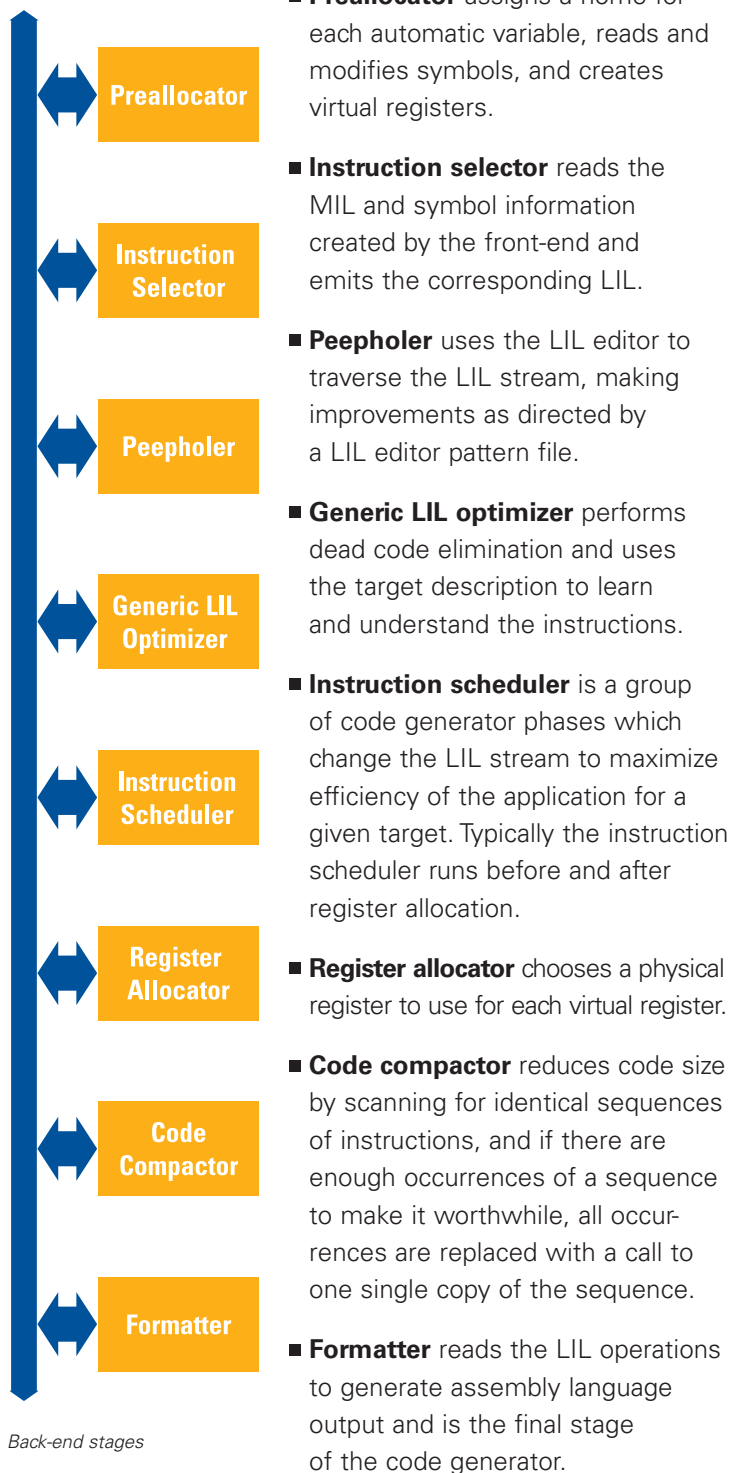 Preallocator assigns a home for
each automatic variable, reads and
modifies symbols, and creates
virtual registers.
■ Instruction selector reads the
MIL and symbol information
created by the front-end and
emits the corresponding LIL.
■ Peepholer uses the LIL editor to
traverse the LIL stream, making
improvements as directed by
a LIL editor pattern file.
■ Generic LIL optimizer performs
dead code elimination and uses
the target description to learn
and understand the instructions.
■ Instruction scheduler is a group
of code generator phases which
change the LIL stream to maximize
efficiency of the application for a
given target. Typically the instruction
scheduler runs before and after
register allocation.
■ Register allocator chooses a physical
register to use for each virtual register.
■ Code compactor reduces code size
by scanning for identical sequences
of instructions, and if there are
enough occurrences of a sequence
to make it worthwhile, all occur-
rences are replaced with a call to
one single copy of the sequence.
■ Formatter reads the LIL operations
to generate assembly language
output and is the final stage
of the code generator.
Preallocator
Instruction
Selector
Peepholer
Generic LIL
Optimizer
Instruction
Scheduler
Register
Allocator
Code
Compactor
Formatter
Back-end stages